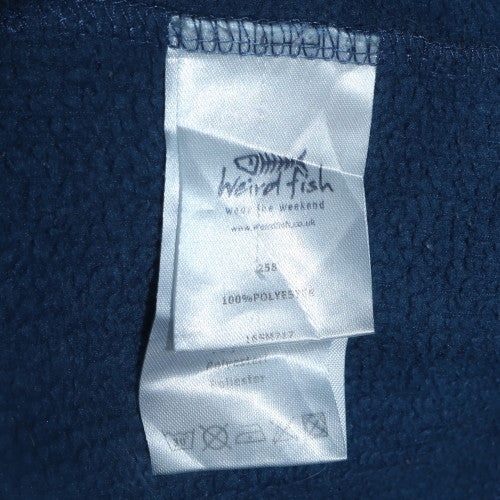 weird fish
wear the weekend
www.weirdfish.co.uk
258
100%POLYESTER
Polyester